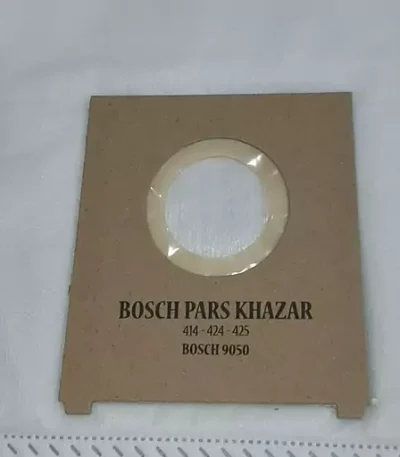 BOSCH PARS KHAZAR
414 - 424 - 425
BOSCH 9050